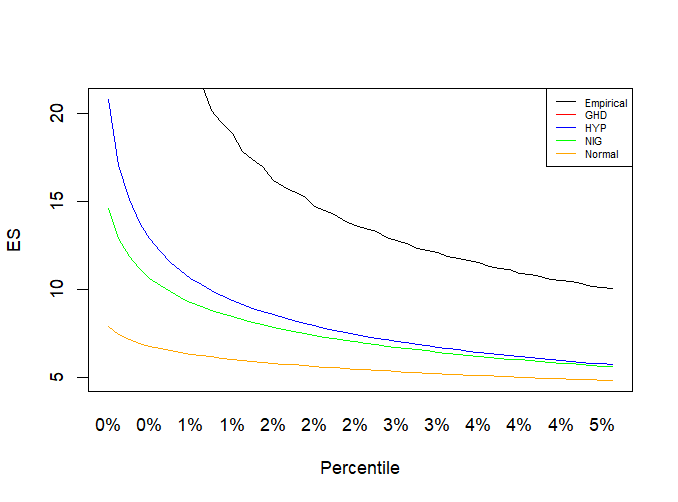 Empirical
GHD
HYP
NIG
Normal
ES
20
15
10
5
0% 0% 1% 1% 2% 2% 2% 3% 3% 4% 4% 4% 5%
Percentile